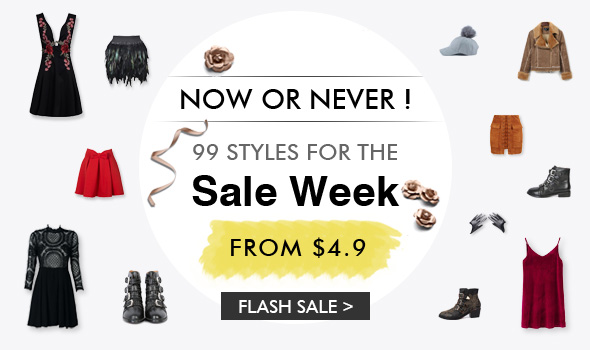 NOW OR NEVER !
99 STYLES FOR THE
Sale Week
FROM $4.9
FLASH SALE >